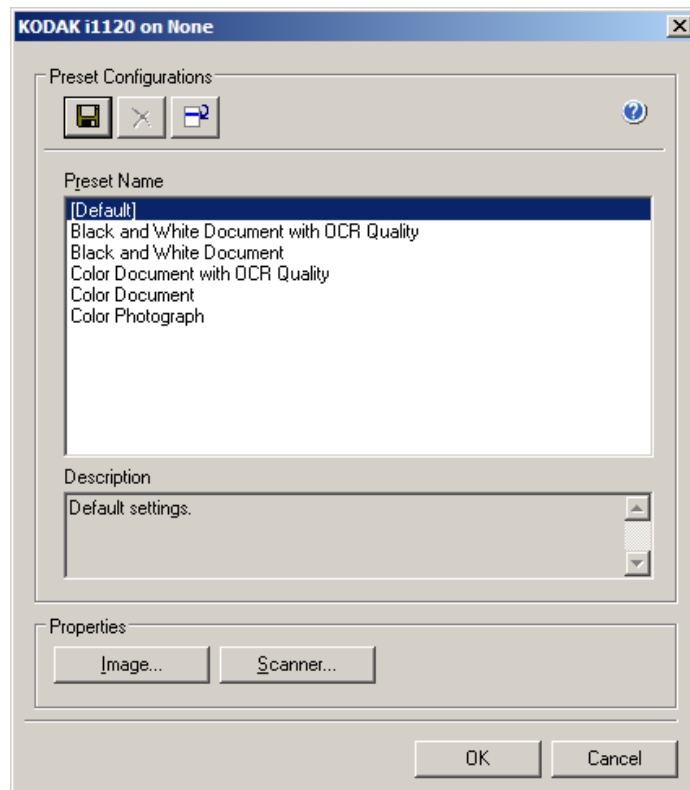 KODAK i1120 on None
Preset Configurations
Preset Name
[Default]
Black and White Document with OCR Quality
Black and White Document
Color Document with OCR Quality
Color Document
Color Photograph
Description
Default settings.
Properties
Image...
Scanner...
OK
Cancel